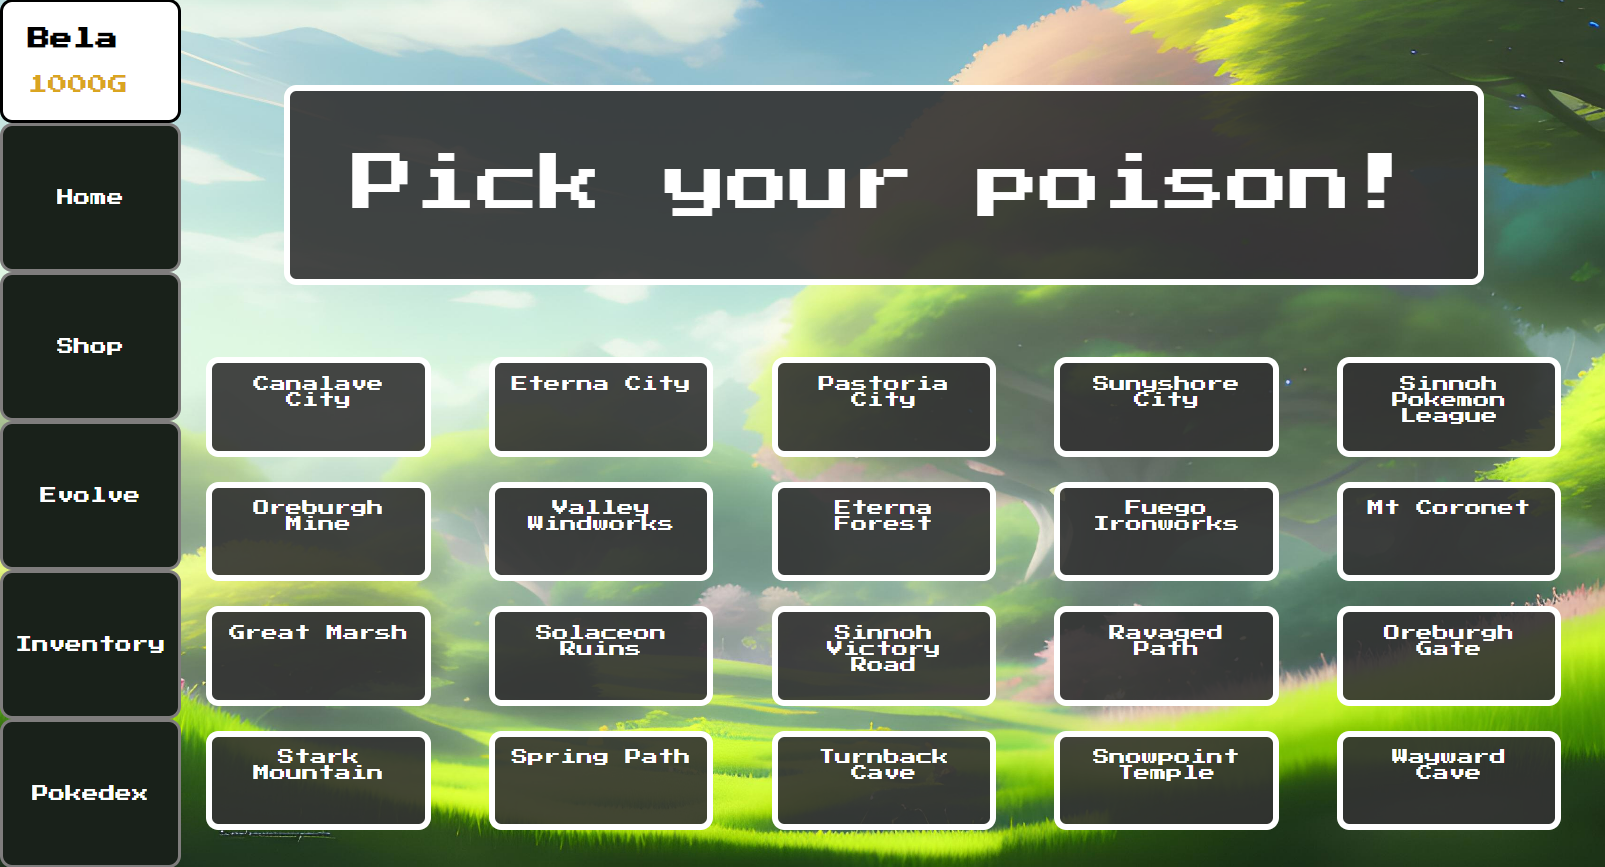 Bela
1000G
Home
Shop
Evolve
Inventory
Pokedex
Pick your poison!
Canalave
City
Eterna City
Pastoria
City
Sunyshore
City
Sinnoh
Pokemon
League
Oreburgh
Mine
Valley
Windworks
Eterna
Forest
Fuego
Ironworks
Mt Coronet
Great Marsh
Solaceon
Ruins
Sinnoh
Victory
Road
Ravaged
Path
Oreburgh
Gate
Stark
Mountain
Spring Path
Turnback
Cave
Snowpoint
Temple
Wayward
Cave